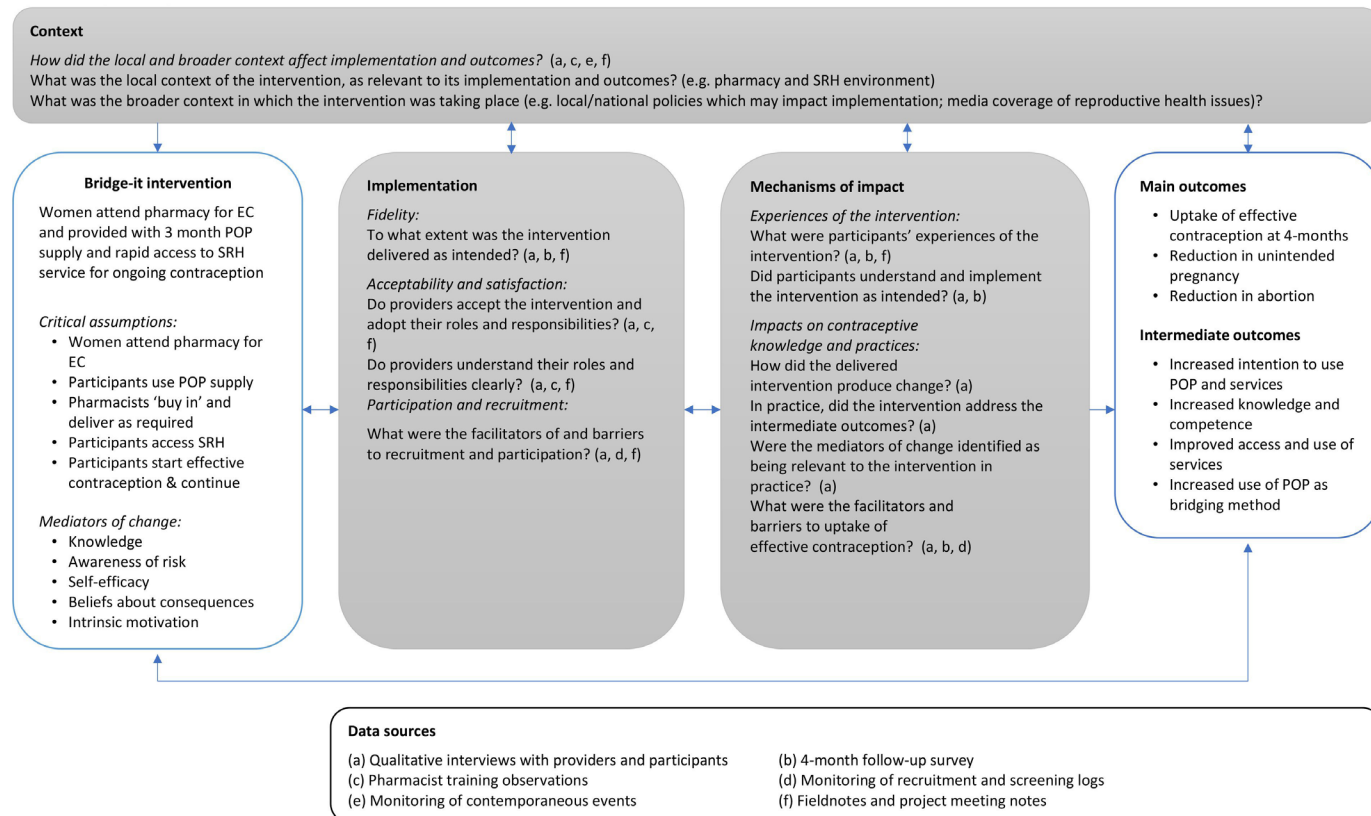 Context
How did the local and broader context affect implementation and outcomes? (a, c, e, f)
What was the local context of the intervention, as relevant to its implementation and outcomes? (e.g. pharmacy and SRH environment)
What was the broader context in which the intervention was taking place (e.g. local/national policies which may impact implementation; media coverage of reproductive health issues)?
Bridge-it intervention
Women attend pharmacy for EC
and provided with 3 month POP
supply and rapid access to SRH
service for ongoing contraception
Critical assumptions:
• Women attend pharmacy for
EC
• Participants use POP supply
• Pharmacists ‘buy in’ and
deliver as required
• Participants access SRH
• Participants start effective
contraception & continue
Mediators of change:
• Knowledge
• Awareness of risk
• Self-efficacy
• Beliefs about consequences
• Intrinsic motivation
Implementation
Fidelity:
To what extent was the intervention
delivered as intended? (a, b, f)
Acceptability and satisfaction:
Do providers accept the intervention and
adopt their roles and responsibilities? (a, c,
f)
Do providers understand their roles and
responsibilities clearly? (a, c, f)
Participation and recruitment:
What were the facilitators of and barriers
to recruitment and participation? (a, d, f)
Mechanisms of impact
Experiences of the intervention:
What were participants’ experiences of the
intervention? (a, b, f)
Did participants understand and implement
the intervention as intended? (a, b)
Impacts on contraceptive
knowledge and practices:
How did the delivered
intervention produce change? (a)
In practice, did the intervention address the
intermediate outcomes? (a)
Were the mediators of change identified as
being relevant to the intervention in
practice? (a)
What were the facilitators and
barriers to uptake of
effective contraception? (a, b, d)
Main outcomes
• Uptake of effective
contraception at 4-months
• Reduction in unintended
pregnancy
• Reduction in abortion
Intermediate outcomes
• Increased intention to use
POP and services
• Increased knowledge and
competence
• Improved access and use of
services
• Increased use of POP as
bridging method
Data sources
(a) Qualitative interviews with providers and participants
(b) 4-month follow-up survey
(c) Pharmacist training observations
(d) Monitoring of recruitment and screening logs
(e) Monitoring of contemporaneous events
(f) Fieldnotes and project meeting notes